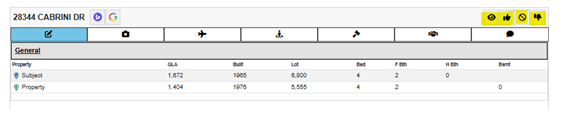 28344 CABRINI DR
General
Property GLA Built Lot Bed F Bth H Bth Bsmt
Subject 1,672 1965 6,800 4 2 0
Property 1,404 1976 5,555 4 2 0